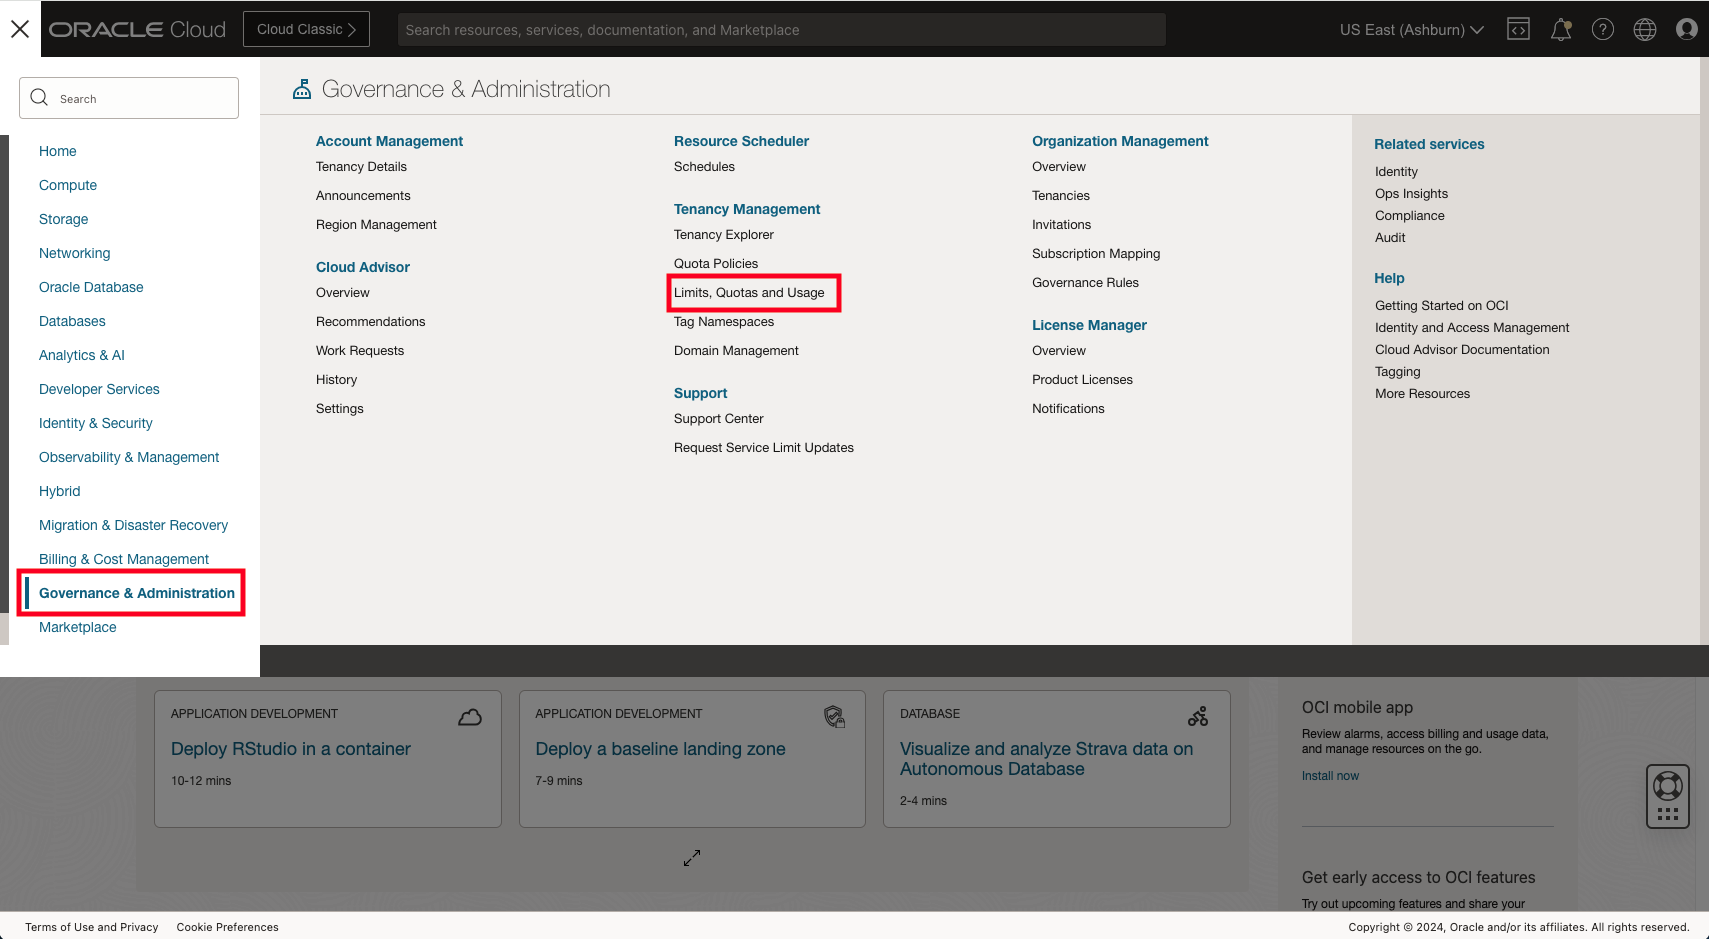 ORACLE Cloud
Cloud Classic
Search resources, services, documentation, and Marketplace
US East (Ashburn)
Search
Home
Compute
Storage
Networking
Oracle Database
Databases
Analytics & AI
Developer Services
Identity & Security
Observability & Management
Hybrid
Migration & Disaster Recovery
Billing & Cost Management
Governance & Administration
Marketplace
Governance & Administration
Account Management
Tenancy Details
Announcements
Region Management
Cloud Advisor
Overview
Recommendations
Work Requests
History
Settings
Resource Scheduler
Schedules
Tenancy Management
Tenancy Explorer
Quota Policies
Limits, Quotas and Usage
Tag Namespaces
Domain Management
Support
Support Center
Request Service Limit Updates
Organization Management
Overview
Tenancies
Invitations
Subscription Mapping
Governance Rules
License Manager
Overview
Product Licenses
Notifications
Related services
Identity
Ops Insights
Compliance
Audit
Help
Getting Started on OCI
Identity and Access Management
Cloud Advisor Documentation
Tagging
More Resources
APPLICATION DEVELOPMENT
Deploy RStudio in a container
10-12 mins
APPLICATION DEVELOPMENT
Deploy a baseline landing zone
7-9 mins
DATABASE
Visualize and analyze Strava data on
Autonomous Database
2-4 mins
OCI mobile app
Review alarms, access billing and usage data,
and manage resources on the go.
Install now
Get early access to OCI features
Try out upcoming features and share your
Terms of Use and Privacy
Cookie Preferences
Copyright © 2024, Oracle and/or its affiliates. All rights reserved.